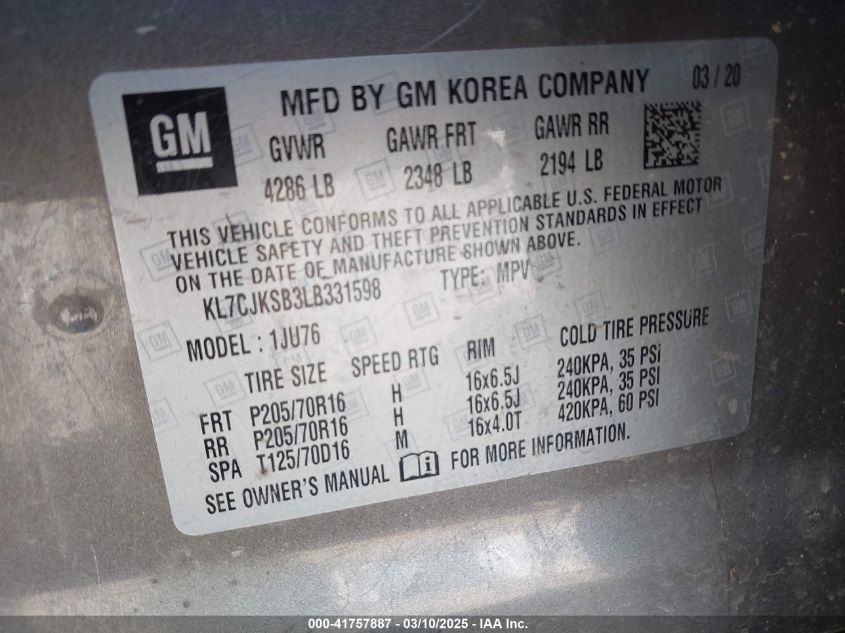 GM
MFD BY GM KOREA COMPANY 03 / 20
GVWR GAWR FRT GAWR RR
4286 LB 2348 LB 2194 LB
THIS VEHICLE CONFORMS TO ALL APPLICABLE U.S. FEDERAL MOTOR
VEHICLE SAFETY AND THEFT PREVENTION STANDARDS IN EFFECT
ON THE DATE OF MANUFACTURE SHOWN ABOVE.
KL7CJKSB3LB331598 TYPE: MPV
MODEL : 1JU76
TIRE SIZE SPEED RTG RIM COLD TIRE PRESSURE
FRT P205/70R16 H 16x6.5J 240KPA, 35 PSI
RR P205/70R16 H 16x6.5J 240KPA, 35 PSI
SPA T125/70D16 M 16x4.0T 420KPA, 60 PSI
SEE OWNER'S MANUAL FOR MORE INFORMATION.
000-41757887 — 03/10/2025 — IAA Inc.